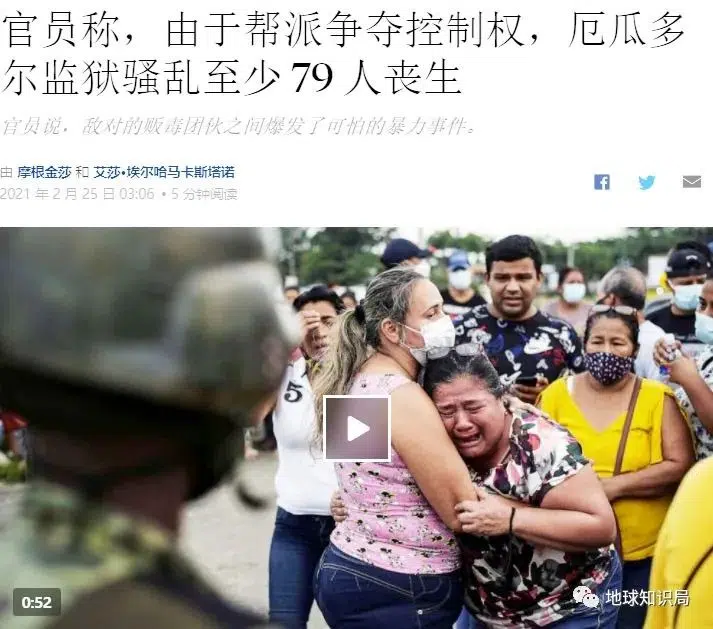 官员称，由于帮派争夺控制权，厄瓜多
尔监狱骚乱至少 79 人丧生
官员说，敌对的贩毒团伙之间爆发了可怕的暴力事件。
由 摩根金莎 和 艾莎•埃尔哈马卡斯塔诺
2021 年 2 月 25 日 03:06 • 5 分钟阅读
5
0:52
地球知识局